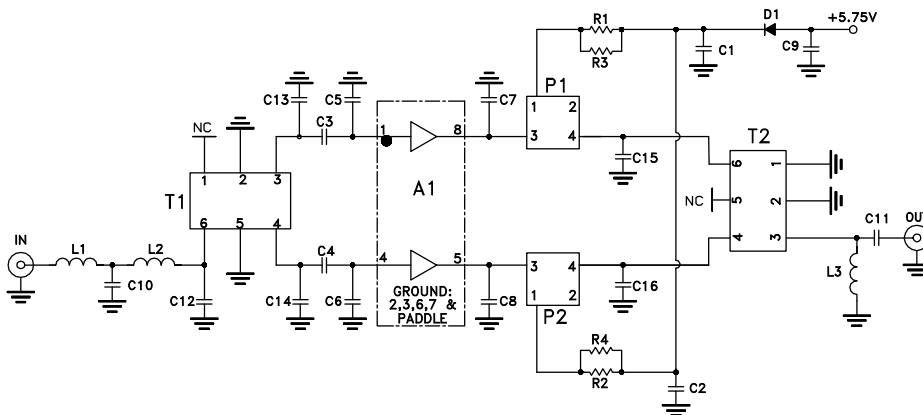 R1
R3
D1
+5.75V
C1
C9
P1
1 2
3 4
C13
C5
C7
C3
NC
1 8
A1
C15
T2
6 1
NC 5 2
4 3
T1
1 2 3
6 5 4
IN
L1
L2
C10
C12
C14
C4
C6
4 5
GROUND:
2,3,6,7 &
PADDLE
C8
3 4
1 2
P2
C16
C11
OUT
L3
R4
R2
C2